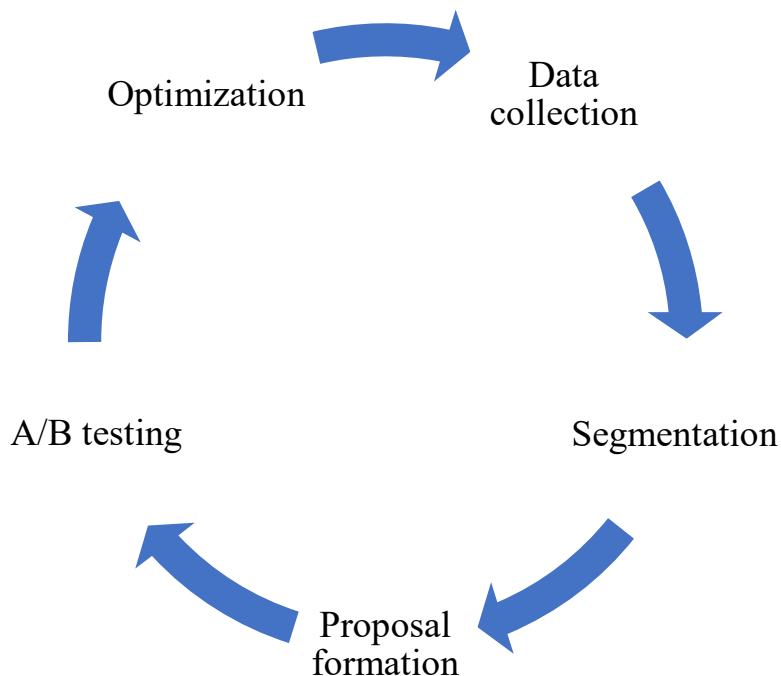 Optimization
Data
collection
A/B testing
Segmentation
Proposal
formation